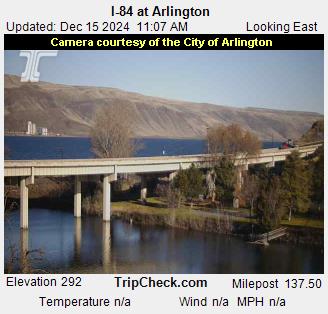 I-84 at Arlington
Updated: Dec 15 2024 11:07 AM Looking East
Camera courtesy of the City of Arlington
Elevation 292 TripCheck.com Milepost 137.50
Temperature n/a Wind n/a MPH n/a